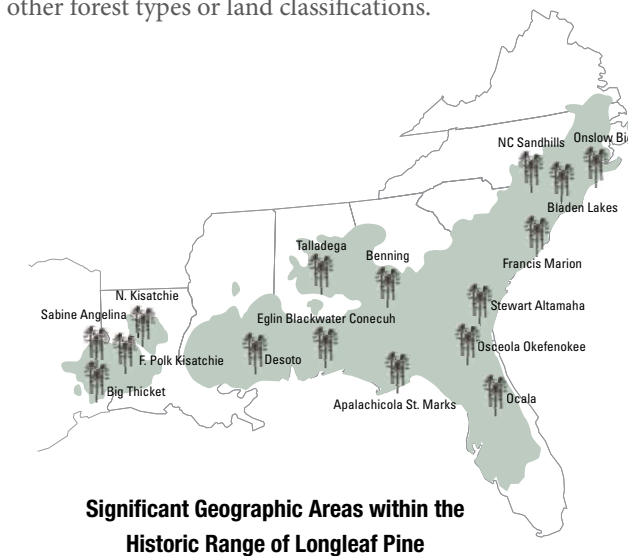 other forest types or land classifications.
NC Sandhills
Onslow Bi
Bladen Lakes
Francis Marion
Talladega
Benning
Stewart Altamaha
N. Kisatchie
Sabine Angelina
Eglin Blackwater Conecuh
Osceola Okefenokee
F. Polk Kisatchie
Desoto
Big Thicket
Apalachicola St. Marks
Ocala
Significant Geographic Areas within the
Historic Range of Longleaf Pine